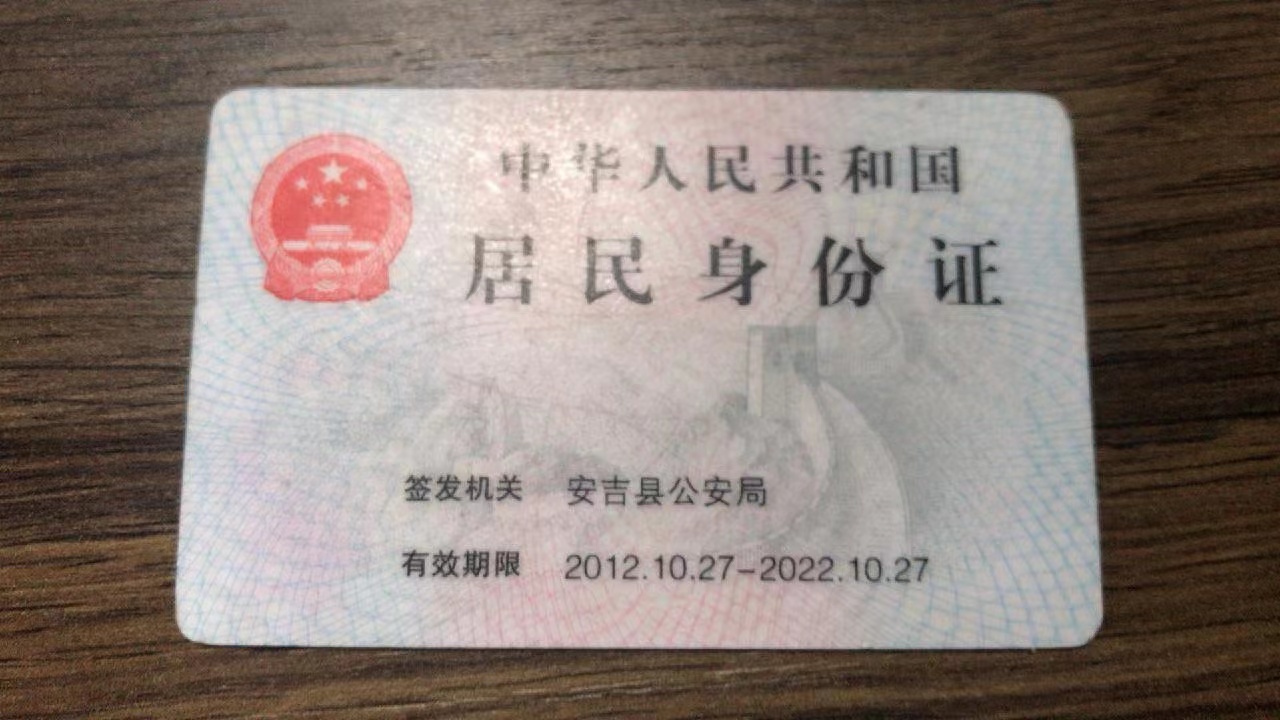 中华人民共和国
居民身份证
签发机关 安吉县公安局
有效期限 2012.10.27-2022.10.27